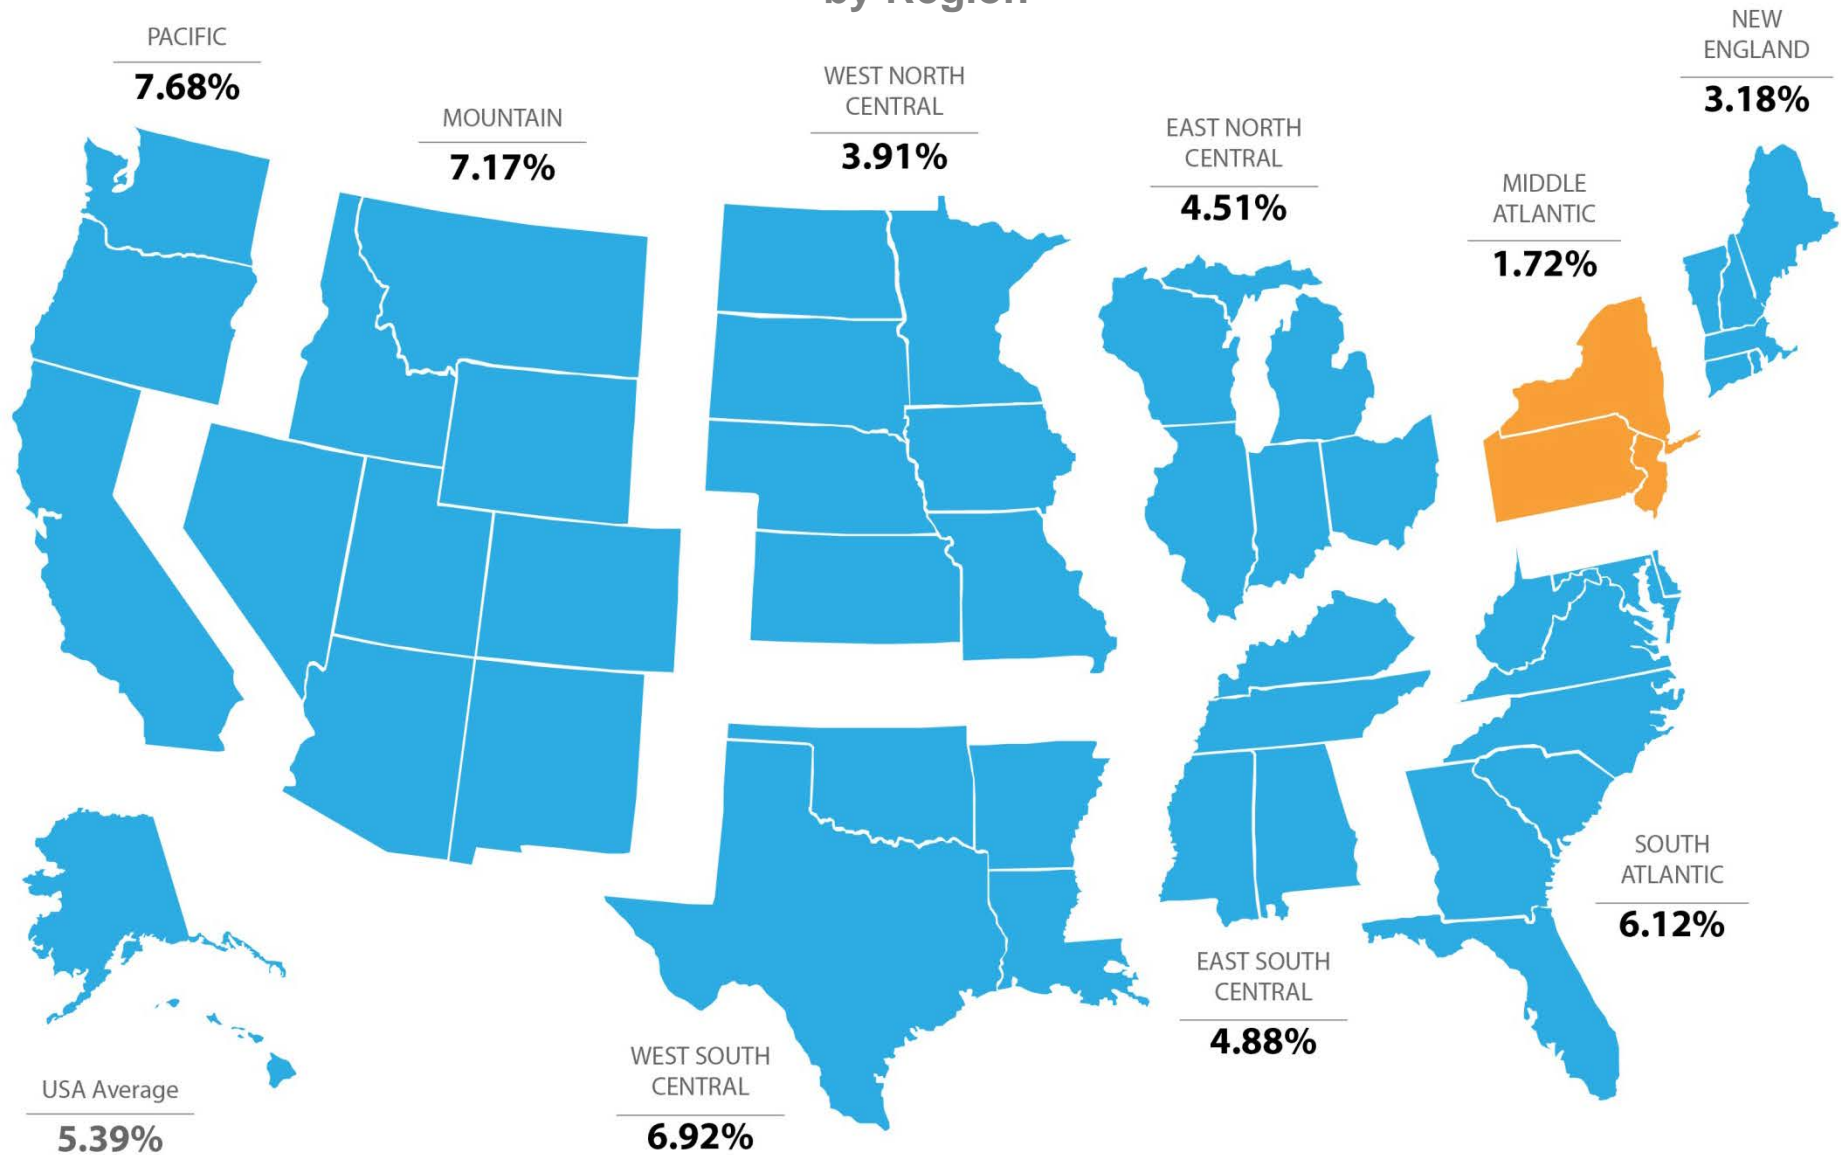 by Region
PACIFIC
7.68%
MOUNTAIN
7.17%
WEST NORTH
CENTRAL
3.91%
EAST NORTH
CENTRAL
4.51%
MIDDLE
ATLANTIC
1.72%
NEW
ENGLAND
3.18%
SOUTH
ATLANTIC
6.12%
EAST SOUTH
CENTRAL
4.88%
WEST SOUTH
CENTRAL
6.92%
USA Average
5.39%